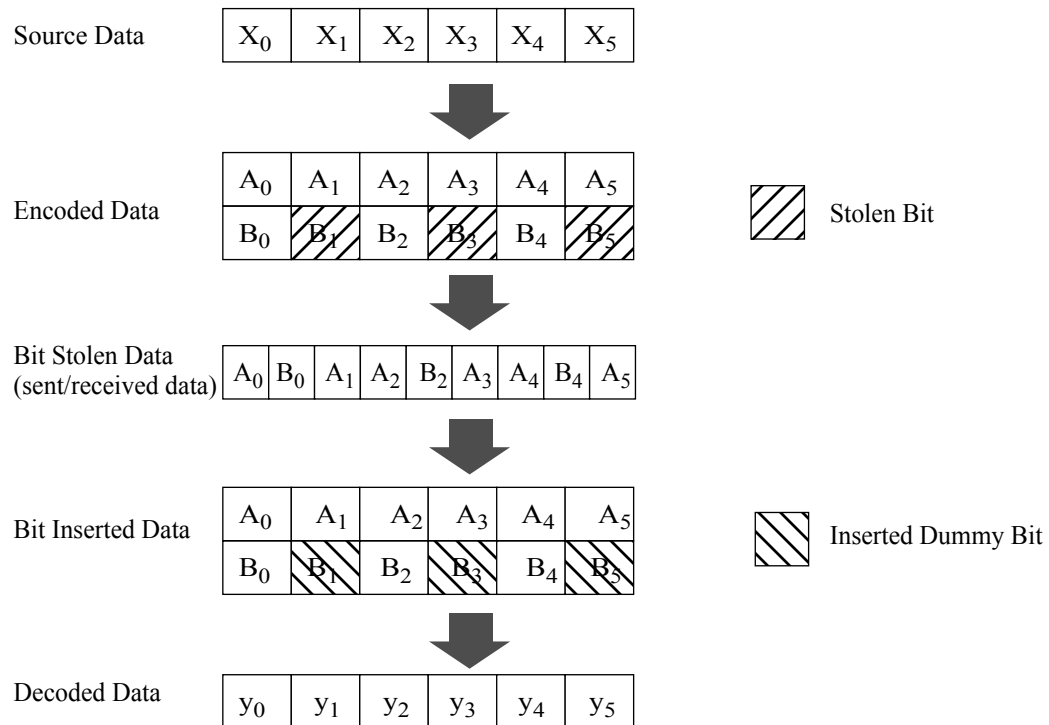 Source Data X₀ X₁ X₂ X₃ X₄ X₅
A₀ A₁ A₂ A₃ A₄ A₅
Encoded Data
B₀ B₁ B₂ B₃ B₄ B₅
Stolen Bit
Bit Stolen Data
(sent/received data)
A₀ B₀ A₁ A₂ B₂ A₃ A₄ B₄ A₅
A₀ A₁ A₂ A₃ A₄ A₅
Bit Inserted Data
B₀ B₁ B₂ B₃ B₄ B₅
Inserted Dummy Bit
Decoded Data y₀ y₁ y₂ y₃ y₄ y₅